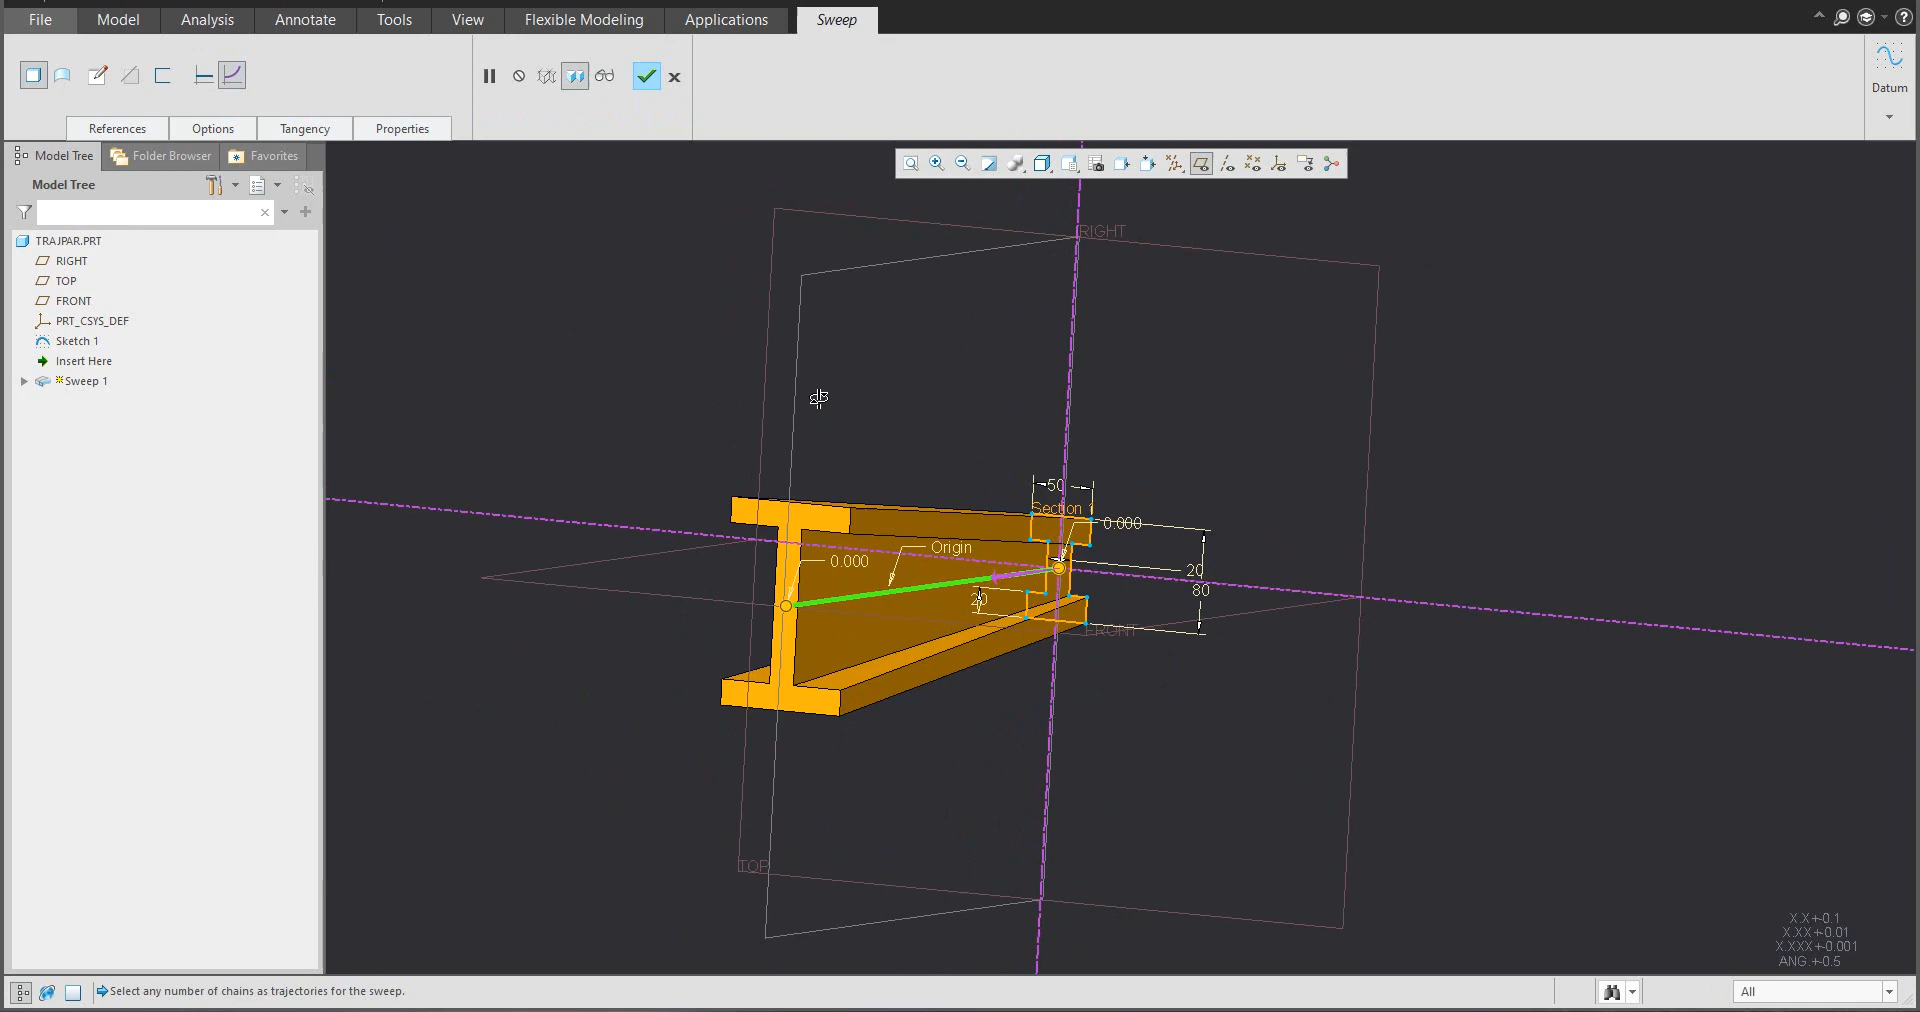 File Model Analysis Annotate Tools View Flexible Modeling Applications Sweep
Datum
References Options Tangency Properties
Model Tree Folder Browser Favorites
Model Tree
TRAJPAR.PRT
RIGHT
TOP
FRONT
PRT_CSYS_DEF
Sketch 1
Insert Here
Sweep 1
RIGHT
50
Section 1
0.000
Origin
0.000
20
80
20
FRONT
TOP
X.X+-0.1
X.XX+-0.01
X.XXX+-0.001
ANG.+-0.5
Select any number of chains as trajectories for the sweep.
All